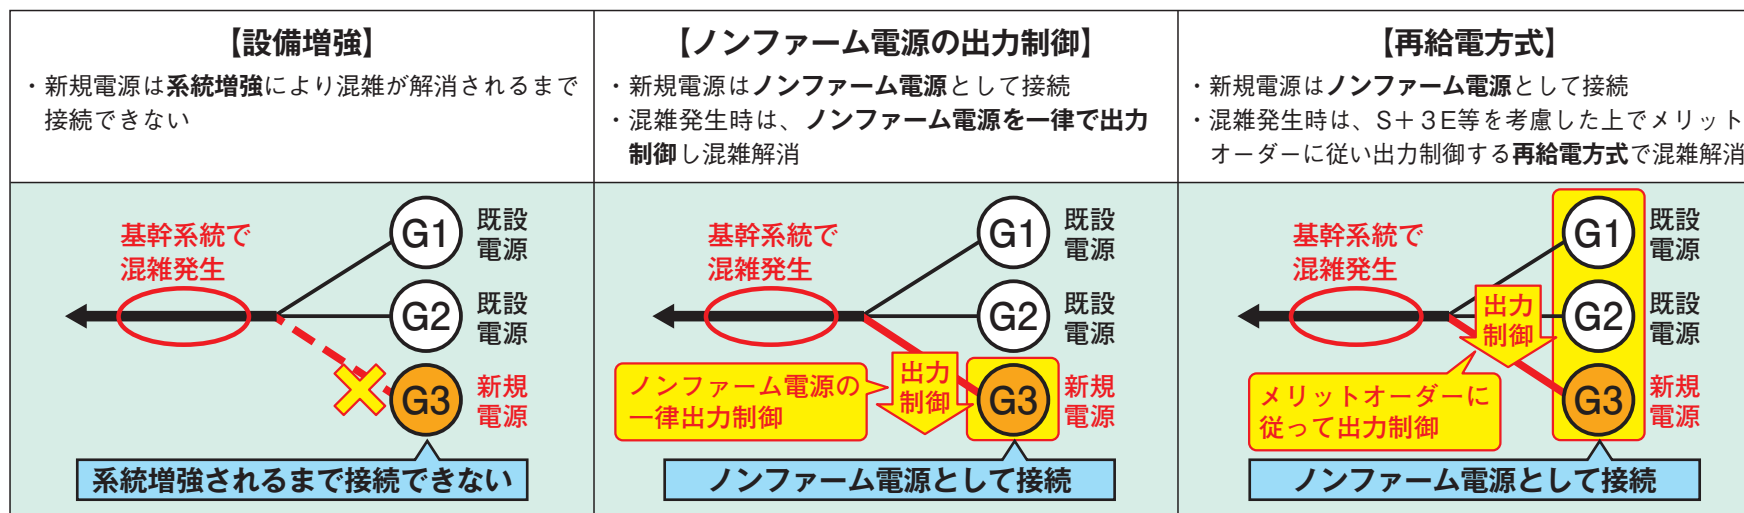 【設備増強】
・新規電源は系統増強により混雑が解消されるまで
接続できない
基幹系統で
混雑発生
G1
既設
電源
G2
既設
電源
G3
新規
電源
系統増強されるまで接続できない
【ノンファーム電源の出力制御】
・新規電源はノンファーム電源として接続
・混雑発生時は、ノンファーム電源を一律で出力
制御し混雑解消
基幹系統で
混雑発生
G1
既設
電源
G2
既設
電源
ノンファーム電源の
一律出力制御
出力
制御
G3
新規
電源
ノンファーム電源として接続
【再給電方式】
・新規電源はノンファーム電源として接続
・混雑発生時は、S＋３E等を考慮した上でメリット
オーダーに従い出力制御する再給電方式で混雑解消
基幹系統で
混雑発生
G1
既設
電源
出力
制御
G2
既設
電源
メリットオーダーに
従って出力制御
G3
新規
電源
ノンファーム電源として接続